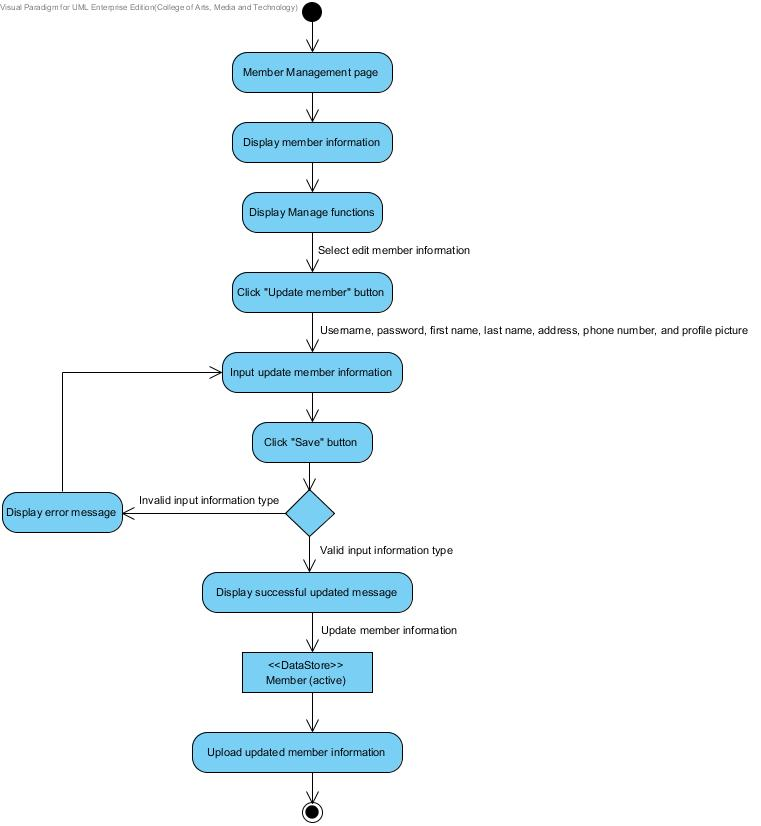 Visual Paradigm for UML Enterprise Edition(College of Arts, Media and Technology)
Member Management page
Display member information
Display Manage functions
Select edit member information
Click "Update member" button
Username, password, first name, last name, address, phone number, and profile picture
Input update member information
Click "Save" button
Invalid input information type
Display error message
Valid input information type
Display successful updated message
Update member information
<<DataStore>>
Member (active)
Upload updated member information